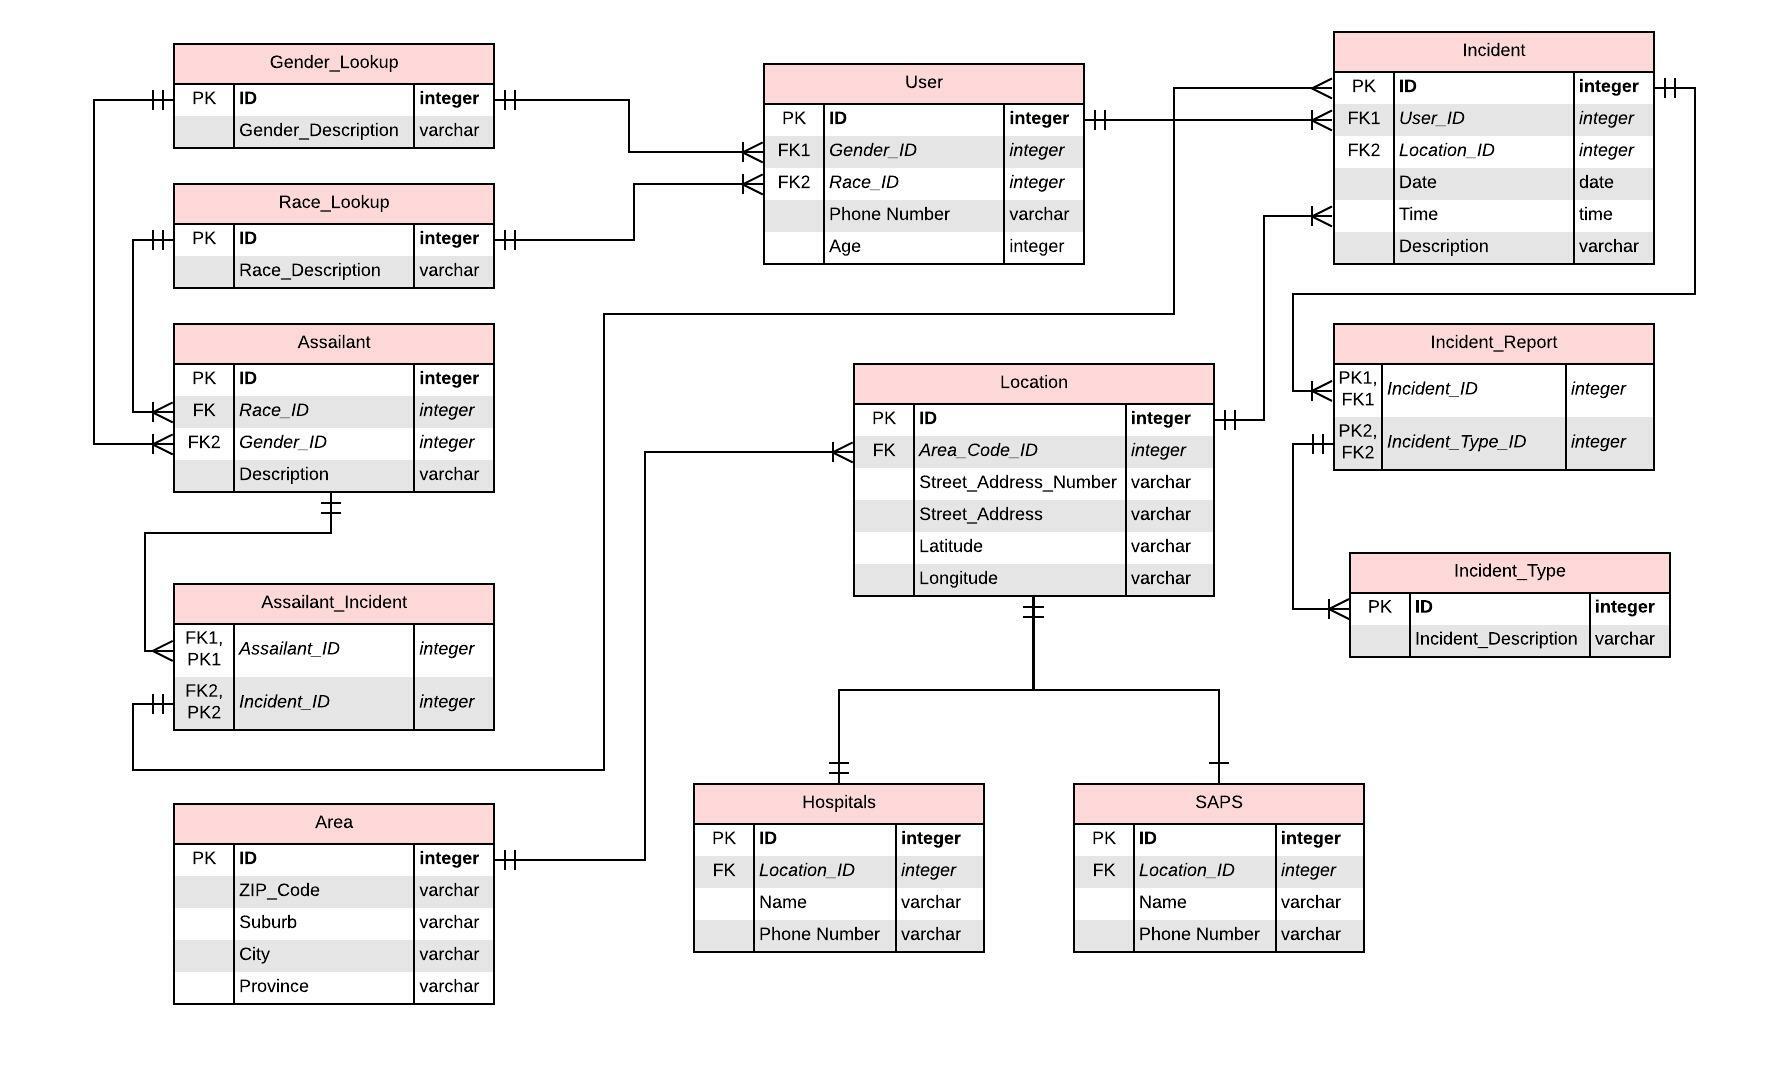 Gender_Lookup
PK ID integer
Gender_Description varchar
Race_Lookup
PK ID integer
Race_Description varchar
Assailant
PK ID integer
FK Race_ID integer
FK2 Gender_ID integer
Description varchar
Assailant_Incident
FK1,
PK1 Assailant_ID integer
FK2,
PK2 Incident_ID integer
Area
PK ID integer
ZIP_Code varchar
Suburb varchar
City varchar
Province varchar
User
PK ID integer
FK1 Gender_ID integer
FK2 Race_ID integer
Phone Number varchar
Age integer
Location
PK ID integer
FK Area_Code_ID integer
Street_Address_Number varchar
Street_Address varchar
Latitude varchar
Longitude varchar
Hospitals
PK ID integer
FK Location_ID integer
Name varchar
Phone Number varchar
SAPS
PK ID integer
FK Location_ID integer
Name varchar
Phone Number varchar
Incident
PK ID integer
FK1 User_ID integer
FK2 Location_ID integer
Date date
Time time
Description varchar
Incident_Report
PK1,
FK1 Incident_ID integer
PK2,
FK2 Incident_Type_ID integer
Incident_Type
PK ID integer
Incident_Description varchar